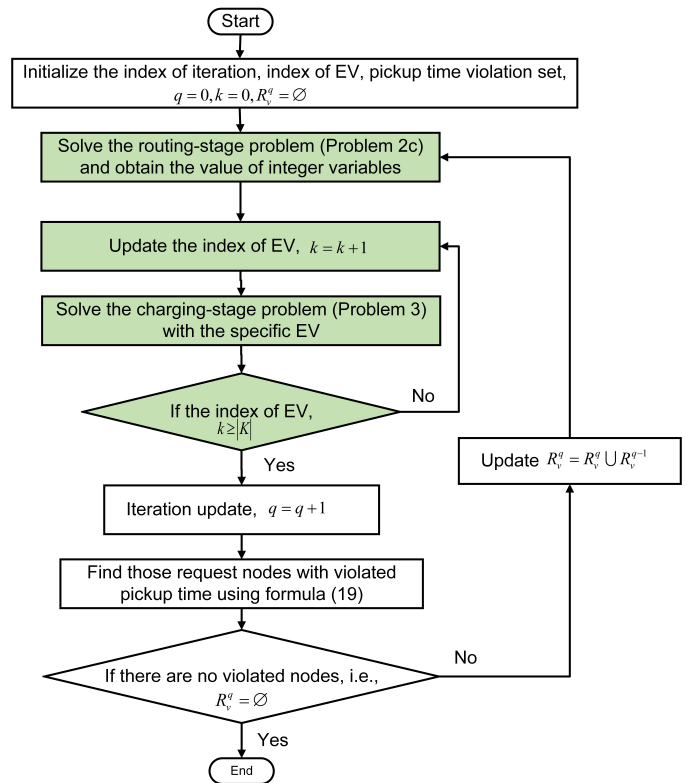 Start
Initialize the index of iteration, index of EV, pickup time violation set,
q = 0, k = 0, R_v^q = ∅
Solve the routing-stage problem (Problem 2c)
and obtain the value of integer variables
Update the index of EV, k = k + 1
Solve the charging-stage problem (Problem 3)
with the specific EV
If the index of EV,
k ≥ |K|
No
Yes
Update R_v^q = R_v^q ⋃ R_v^{q-1}
Iteration update, q = q + 1
Find those request nodes with violated
pickup time using formula (19)
If there are no violated nodes, i.e.,
R_v^q = ∅
No
Yes
End